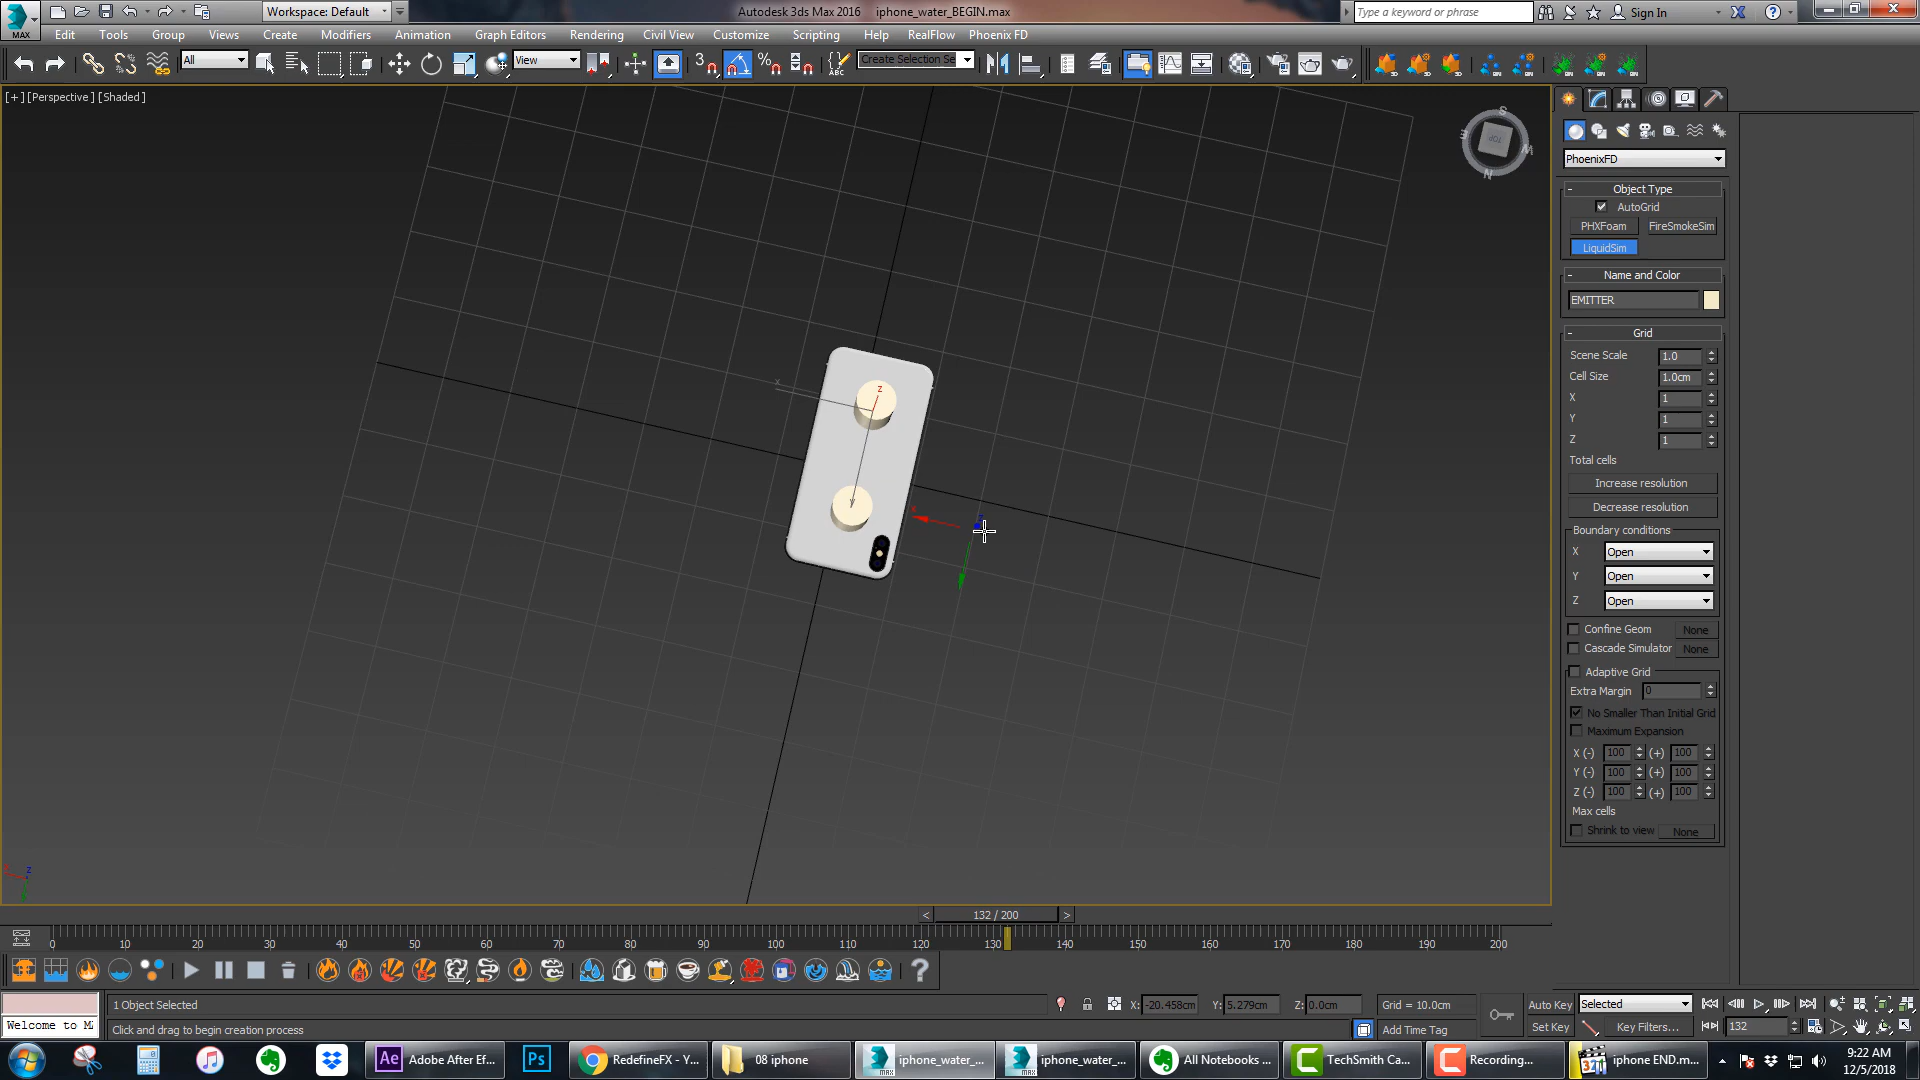 Workspace: Default
Autodesk 3ds Max 2016 iphone_water_BEGIN.max
Type a keyword or phrase
Sign In
MAX
Edit Tools Group Views Create Modifiers Animation Graph Editors Rendering Civil View Customize Scripting Help RealFlow Phoenix FD
All
View
3
ABC
Create Selection Se
[+] [Perspective] [Shaded]
S
E
TOP
W
N
PhoenixFD
- Object Type
AutoGrid
PHXFoam FireSmokeSim
LiquidSim
- Name and Color
EMITTER
- Grid
Scene Scale 1.0
Cell Size 1.0cm
X 1
Y 1
Z 1
Total cells
Increase resolution
Decrease resolution
Boundary conditions
X Open
Y Open
Z Open
Confine Geom None
Cascade Simulator None
Adaptive Grid
Extra Margin 0
No Smaller Than Initial Grid
Maximum Expansion
X (-) 100 (+) 100
Y (-) 100 (+) 100
Z (-) 100 (+) 100
Max cells
Shrink to view None
x
z
y
x
z
< 132 / 200 >
0 10 20 30 40 50 60 70 80 90 100 110 120 130 140 150 160 170 180 190 200
1 Object Selected
X: -20.458cm Y: 5.279cm Z: 0.0cm Grid = 10.0cm
Auto Key Selected
Welcome to M
Click and drag to begin creation process
Add Time Tag
Set Key Key Filters... 132
Ae Adobe After Ef...
Ps
RedefineFX - Y...
08 iphone
MAX iphone_water_...
MAX iphone_water_...
All Notebooks ...
TechSmith Ca...
Recording...
iphone END.m...
9:22 AM
12/5/2018